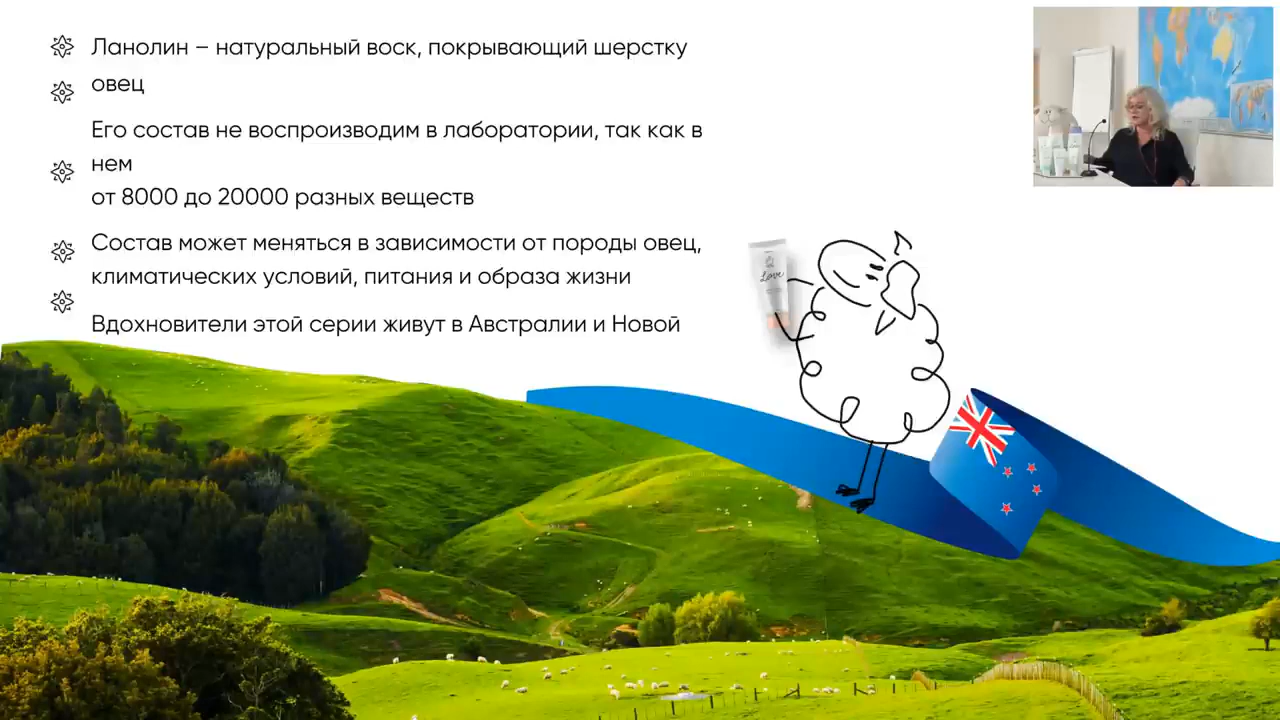 Ланолин – натуральный воск, покрывающий шерстку
овец
Его состав не воспроизводим в лаборатории, так как в
нем
от 8000 до 20000 разных веществ
Состав может меняться в зависимости от породы овец,
климатических условий, питания и образа жизни
Вдохновители этой серии живут в Австралии и Новой
Love